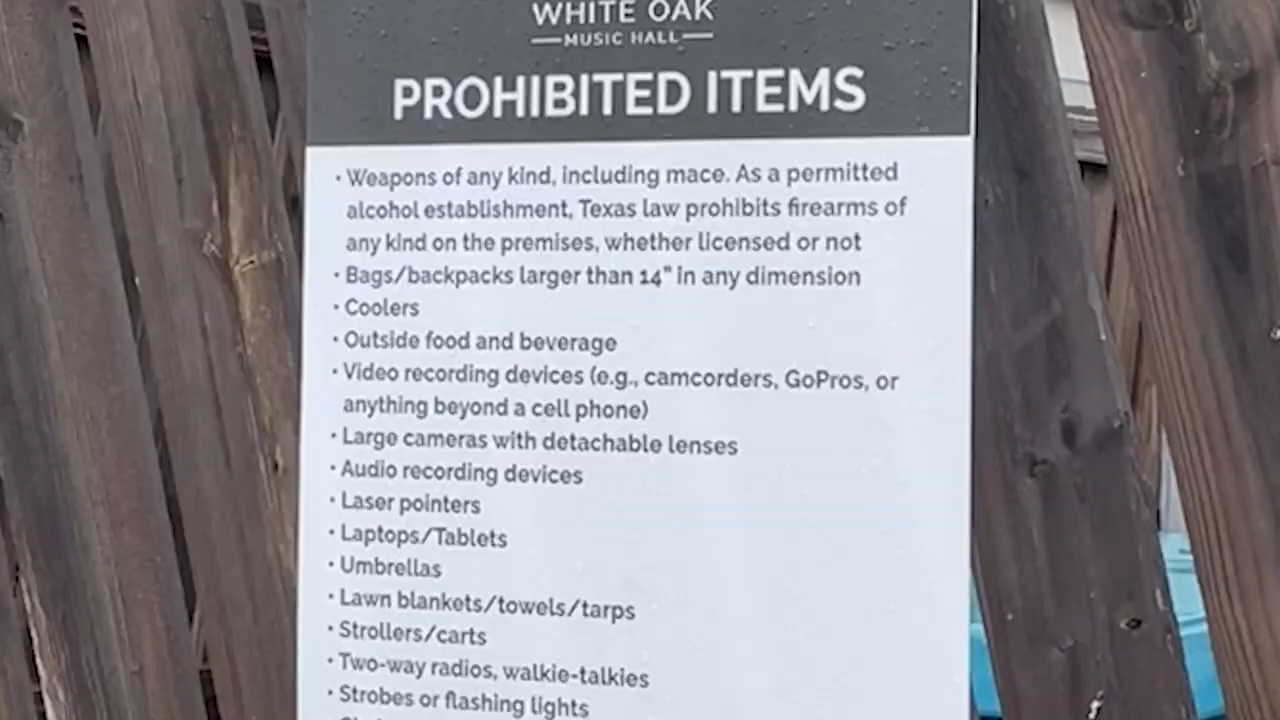 WHITE OAK
MUSIC HALL
PROHIBITED ITEMS
• Weapons of any kind, including mace. As a permitted
alcohol establishment, Texas law prohibits firearms of
any kind on the premises, whether licensed or not
• Bags/backpacks larger than 14" in any dimension
• Coolers
• Outside food and beverage
• Video recording devices (e.g., camcorders, GoPros, or
anything beyond a cell phone)
• Large cameras with detachable lenses
• Audio recording devices
• Laser pointers
• Laptops/Tablets
• Umbrellas
• Lawn blankets/towels/tarps
• Strollers/carts
• Two-way radios, walkie-talkies
• Strobes or flashing lights